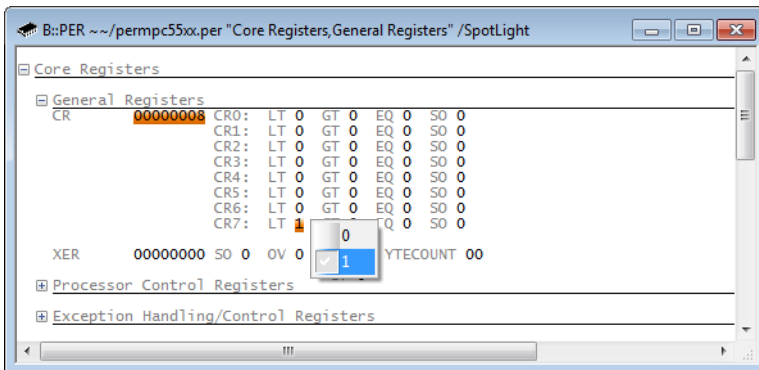 B::PER ~~/permpc55xx.per "Core Registers,General Registers" /SpotLight
Core Registers
General Registers
CR 00000008 CR0: LT 0 GT 0 EQ 0 SO 0
CR1: LT 0 GT 0 EQ 0 SO 0
CR2: LT 0 GT 0 EQ 0 SO 0
CR3: LT 0 GT 0 EQ 0 SO 0
CR4: LT 0 GT 0 EQ 0 SO 0
CR5: LT 0 GT 0 EQ 0 SO 0
CR6: LT 0 GT 0 EQ 0 SO 0
CR7: LT 1 0 SO 0
0
XER 00000000 SO 0 OV 0 YTECOUNT 00
1
Processor Control Registers
Exception Handling/Control Registers